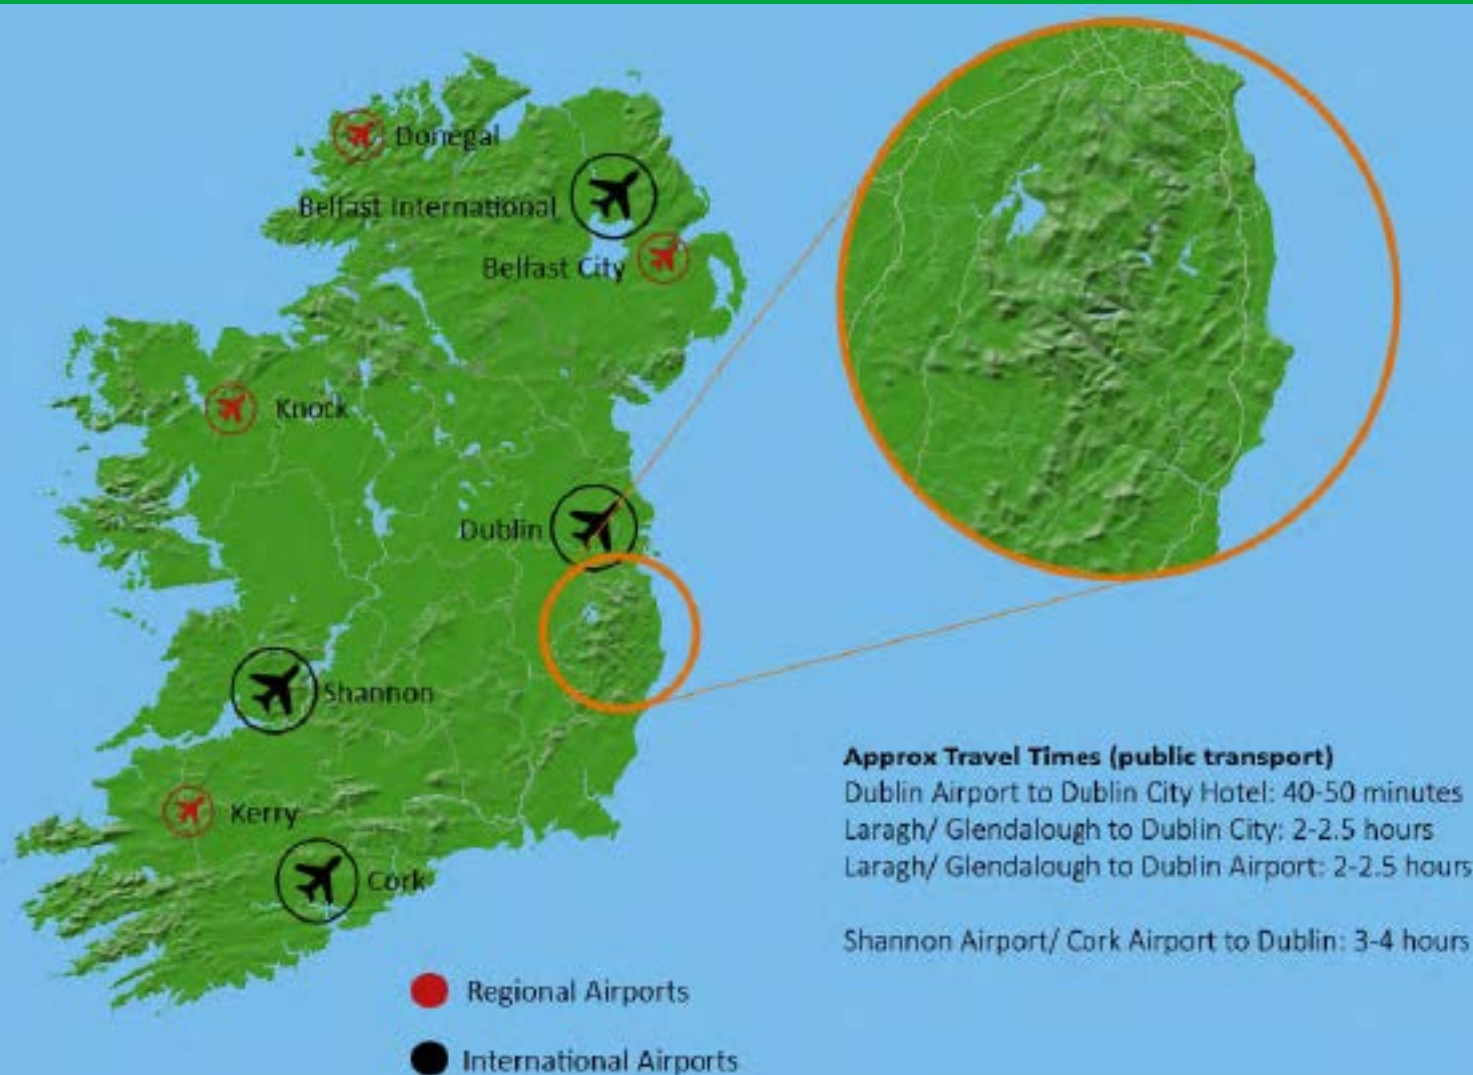 Donegal
Belfast International
Belfast City
Knock
Dublin
Shannon
Kerry
Cork
Approx Travel Times (public transport)
Dublin Airport to Dublin City Hotel: 40-50 minutes
Laragh/ Glendalough to Dublin City: 2-2.5 hours
Laragh/ Glendalough to Dublin Airport: 2-2.5 hours
Shannon Airport/ Cork Airport to Dublin: 3-4 hours
Regional Airports
International Airports